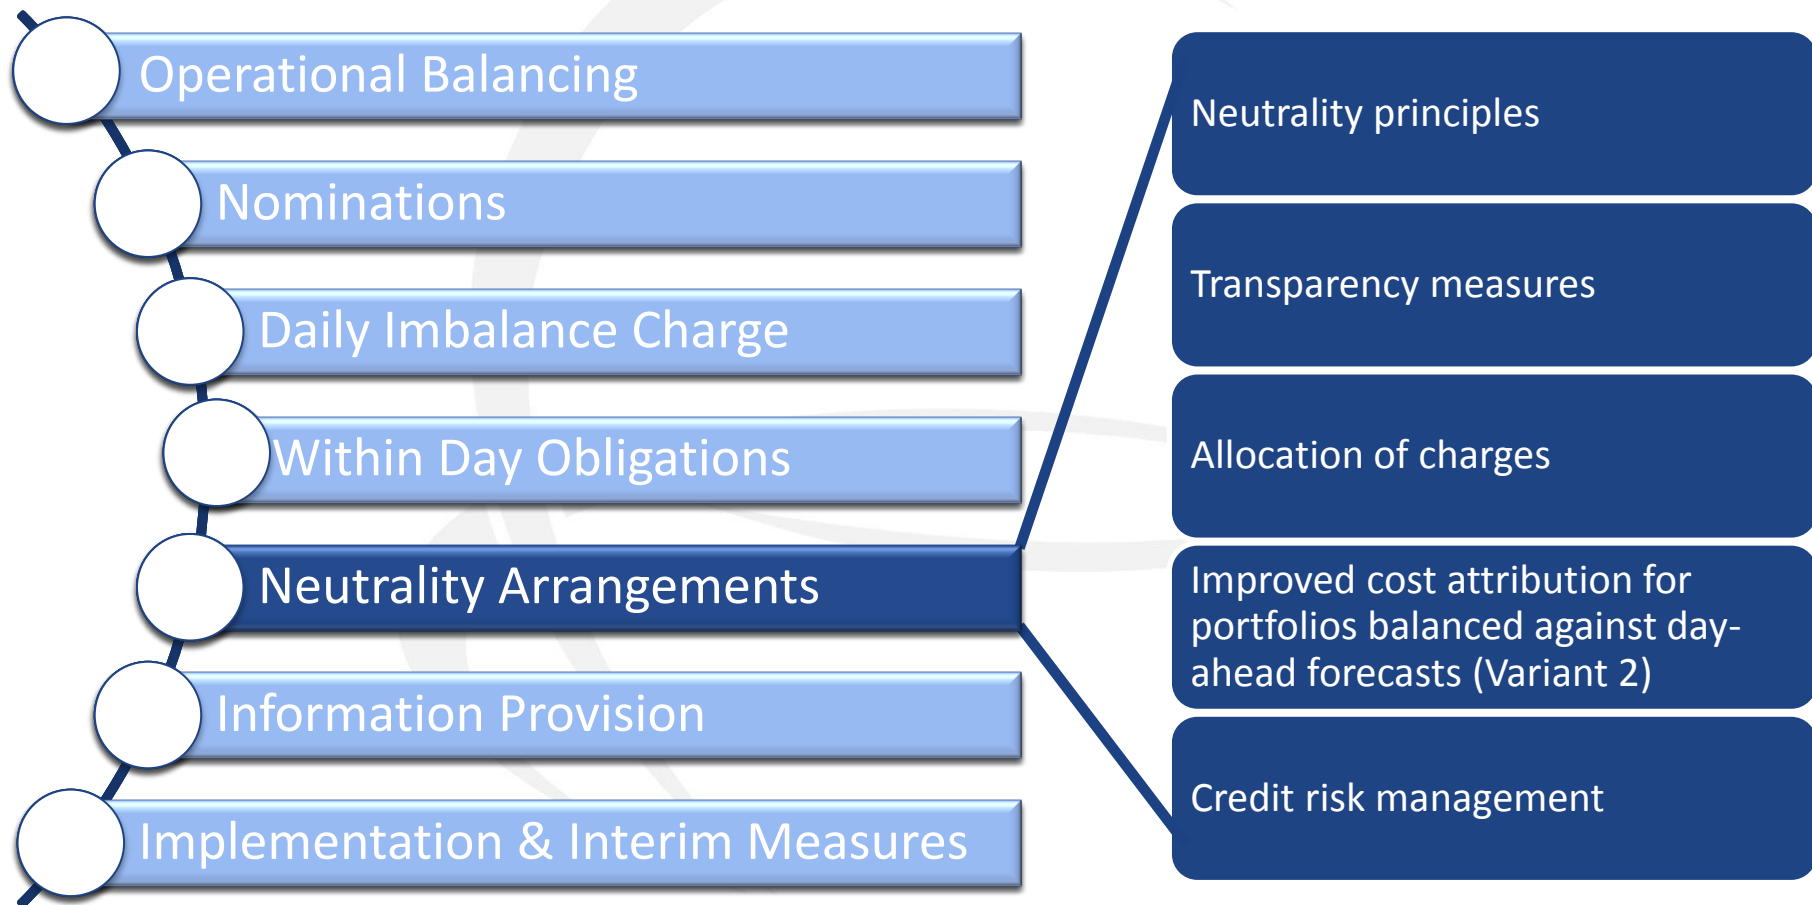 Operational Balancing
Nominations
Daily Imbalance Charge
Within Day Obligations
Neutrality Arrangements
Information Provision
Implementation & Interim Measures
Neutrality principles
Transparency measures
Allocation of charges
Improved cost attribution for
portfolios balanced against day-
ahead forecasts (Variant 2)
Credit risk management